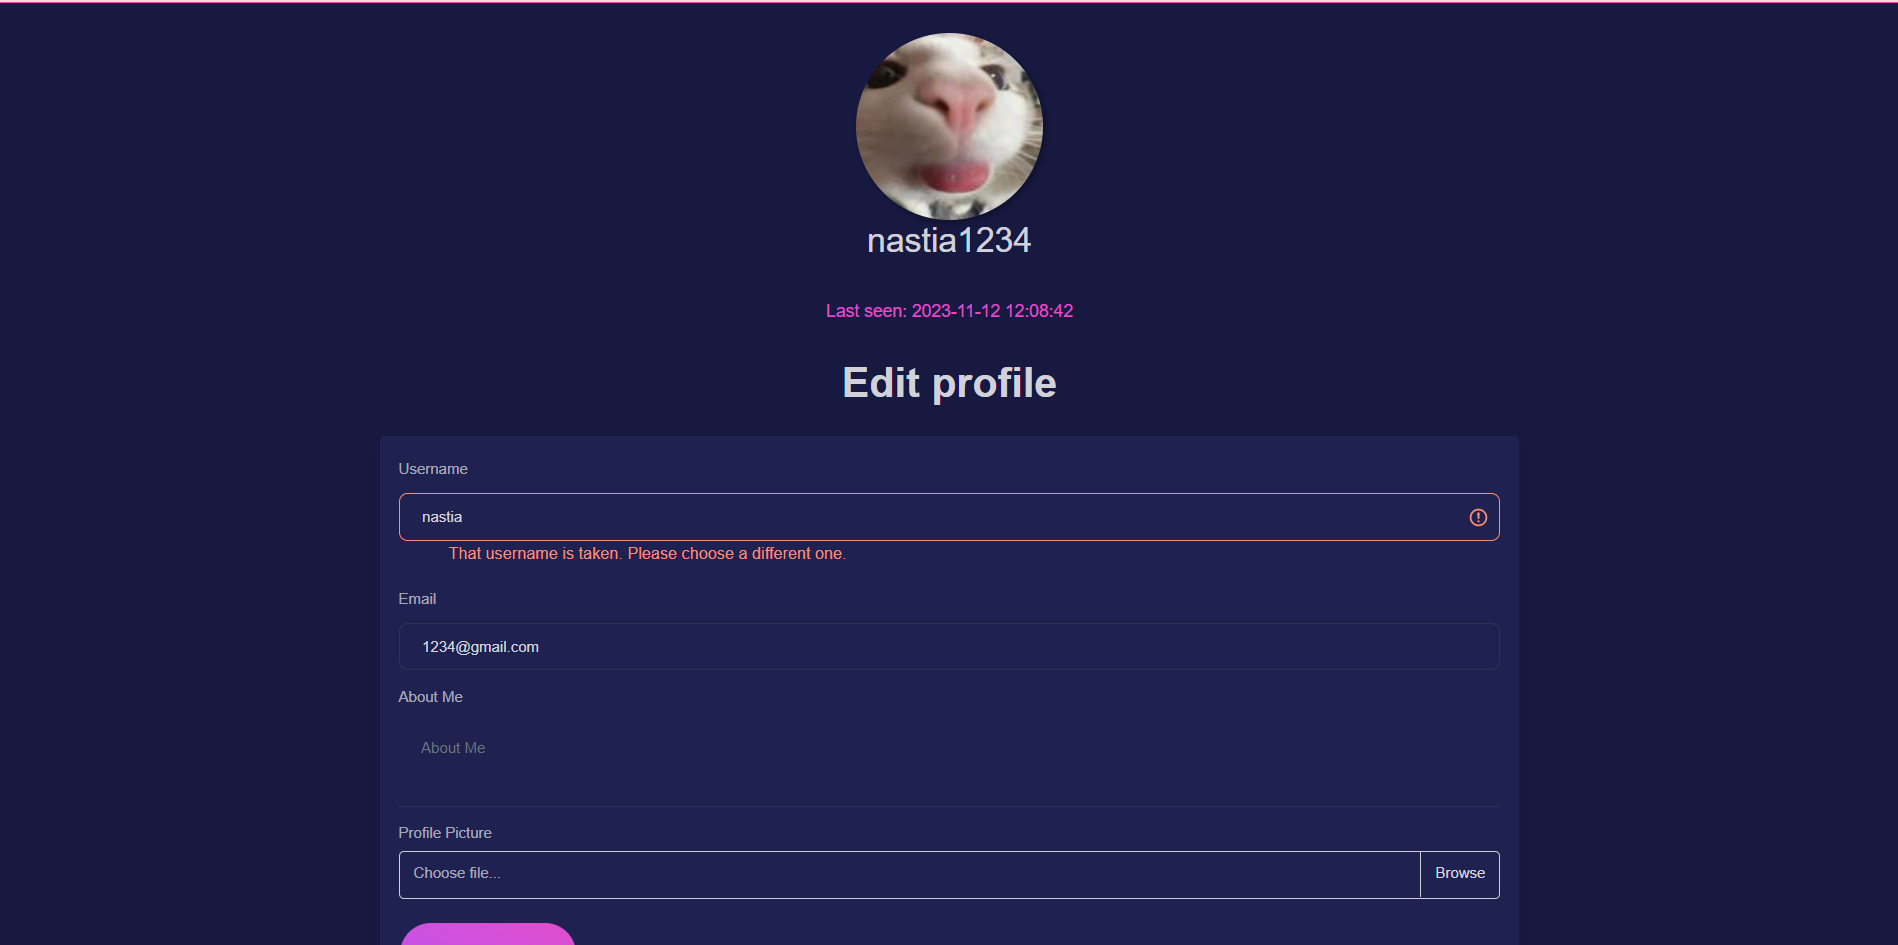 nastia1234
Last seen: 2023-11-12 12:08:42
Edit profile
Username
nastia
That username is taken. Please choose a different one.
Email
1234@gmail.com
About Me
About Me
Profile Picture
Choose file...
Browse